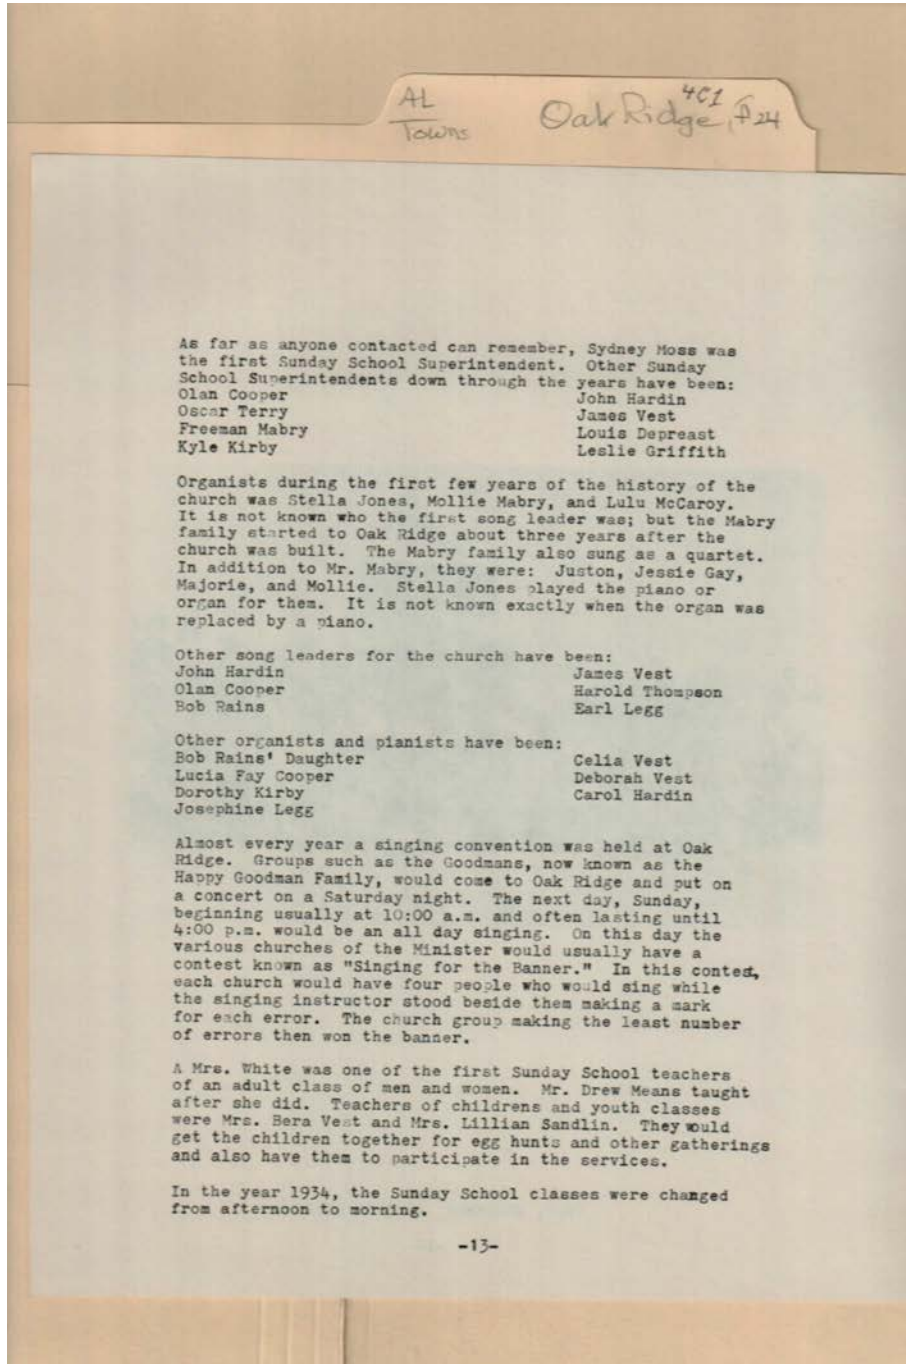 AL
Towns
4C1
Oak Ridge, #24
As far as anyone contacted can remember, Sydney Moss was
the first Sunday School Superintendent. Other Sunday
School Superintendents down through the years have been:
Olan Cooper John Hardin
Oscar Terry James Vest
Freeman Mabry Louis Depreast
Kyle Kirby Leslie Griffith
Organists during the first few years of the history of the
church was Stella Jones, Mollie Mabry, and Lulu McCaroy.
It is not known who the first song leader was; but the Mabry
family started to Oak Ridge about three years after the
church was built. The Mabry family also sung as a quartet.
In addition to Mr. Mabry, they were: Juston, Jessie Gay,
Majorie, and Mollie. Stella Jones played the piano or
organ for them. It is not known exactly when the organ was
replaced by a piano.
Other song leaders for the church have been:
John Hardin James Vest
Olan Cooper Harold Thompson
Bob Rains Earl Legg
Other organists and pianists have been:
Bob Rains' Daughter Celia Vest
Lucia Fay Cooper Deborah Vest
Dorothy Kirby Carol Hardin
Josephine Legg
Almost every year a singing convention was held at Oak
Ridge. Groups such as the Goodmans, now known as the
Happy Goodman Family, would come to Oak Ridge and put on
a concert on a Saturday night. The next day, Sunday,
beginning usually at 10:00 a.m. and often lasting until
4:00 p.m. would be an all day singing. On this day the
various churches of the Minister would usually have a
contest known as "Singing for the Banner." In this contest,
each church would have four people who would sing while
the singing instructor stood beside them making a mark
for each error. The church group making the least number
of errors then won the banner.
A Mrs. White was one of the first Sunday School teachers
of an adult class of men and women. Mr. Drew Means taught
after she did. Teachers of childrens and youth classes
were Mrs. Bera Vest and Mrs. Lillian Sandlin. They would
get the children together for egg hunts and other gatherings
and also have them to participate in the services.
In the year 1934, the Sunday School classes were changed
from afternoon to morning.
-13-